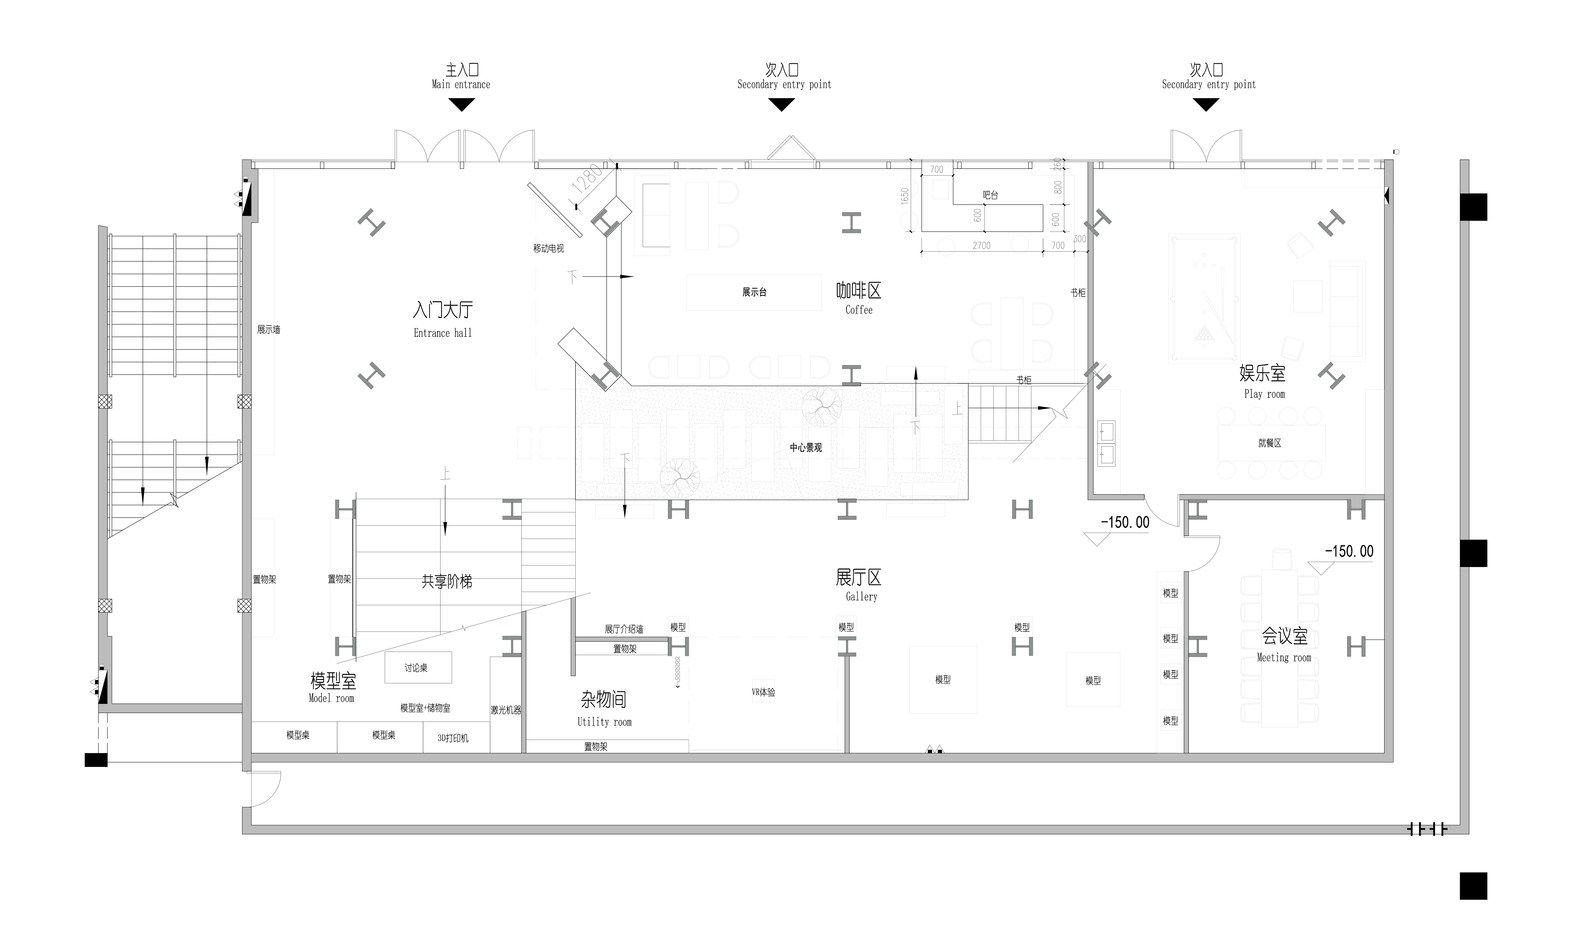 主入口
Main entrance
次入口
Secondary entry point
次入口
Secondary entry point
1280
移动电视
700
1650
260
800
吧台
600
600
300
2700
700
下
展示台
咖啡区
Coffee
书柜
入门大厅
Entrance hall
展示墙
书柜
上
下
娱乐室
Play room
就餐区
中心景观
下
上
-150.00
-150.00
置物架
置物架
共享阶梯
展厅区
Gallery
模型
展厅介绍墙
模型
模型
模型
模型
会议室
Meeting room
置物架
讨论桌
模型室
Model room
模型室+储物室
激光机器
杂物间
Utility room
VR体验
模型
模型
模型
模型
模型桌
模型桌
3D打印机
置物架